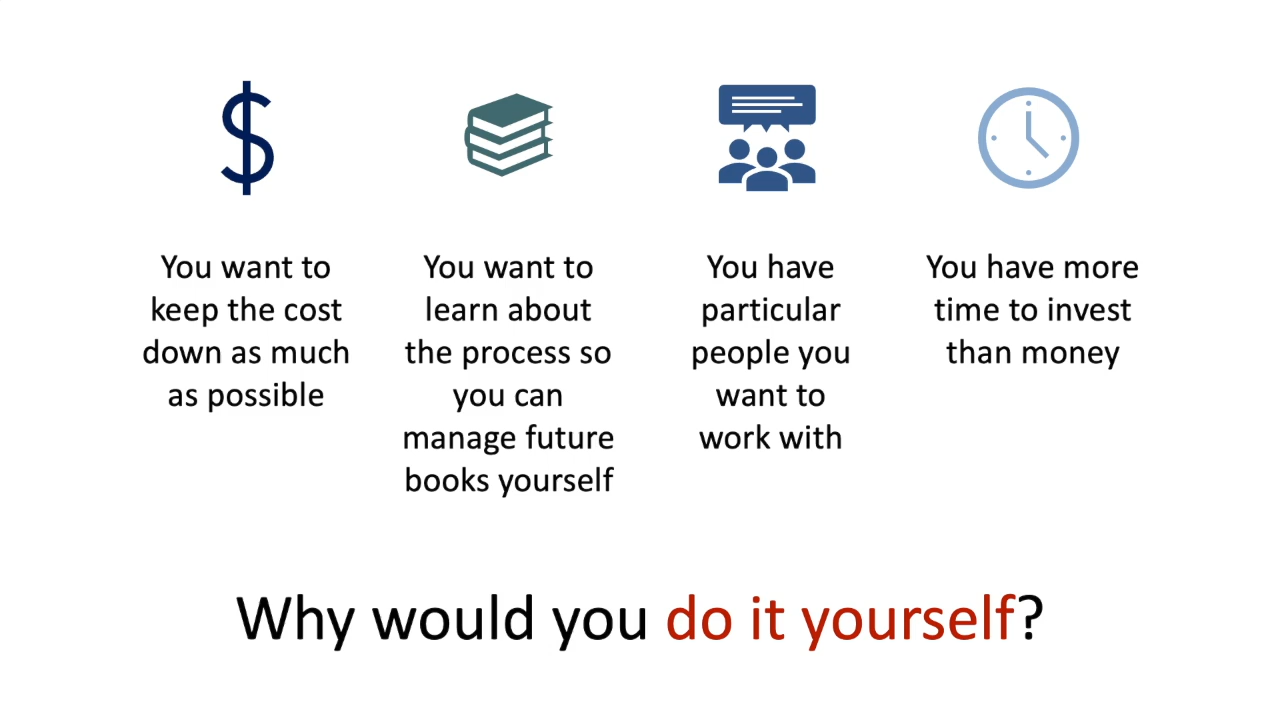 You want to
keep the cost
down as much
as possible
You want to
learn about
the process so
you can
manage future
books yourself
You have
particular
people you
want to
work with
You have more
time to invest
than money
Why would you do it yourself?